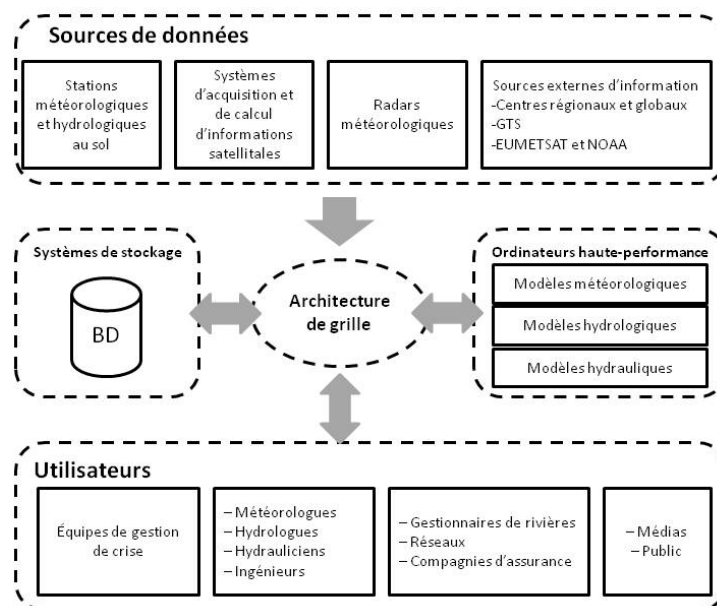 Sources de données
Stations
météorologiques
et hydrologiques
au sol
Systèmes
d'acquisition et
de calcul
d'informations
satellitales
Radars
météorologiques
Sources externes d'information
-Centres régionaux et globaux
-GTS
-EUMETSAT et NOAA
Systèmes de stockage
BD
Architecture
de grille
Ordinateurs haute-performance
Modèles météorologiques
Modèles hydrologiques
Modèles hydrauliques
Utilisateurs
Équipes de gestion
de crise
– Météorologues
– Hydrologues
– Hydrauliciens
– Ingénieurs
– Gestionnaires de rivières
– Réseaux
– Compagnies d'assurance
– Médias
– Public